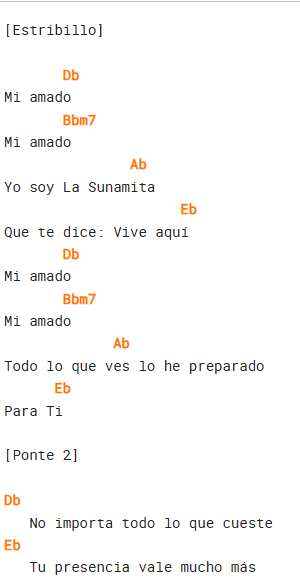 [Estribillo]
Db
Mi amado
Bbm7
Mi amado
Ab
Yo soy La Sunamita
Eb
Que te dice: Vive aquí
Db
Mi amado
Bbm7
Mi amado
Ab
Todo lo que ves lo he preparado
Eb
Para Ti
[Ponte 2]
Db
No importa todo lo que cueste
Eb
Tu presencia vale mucho más